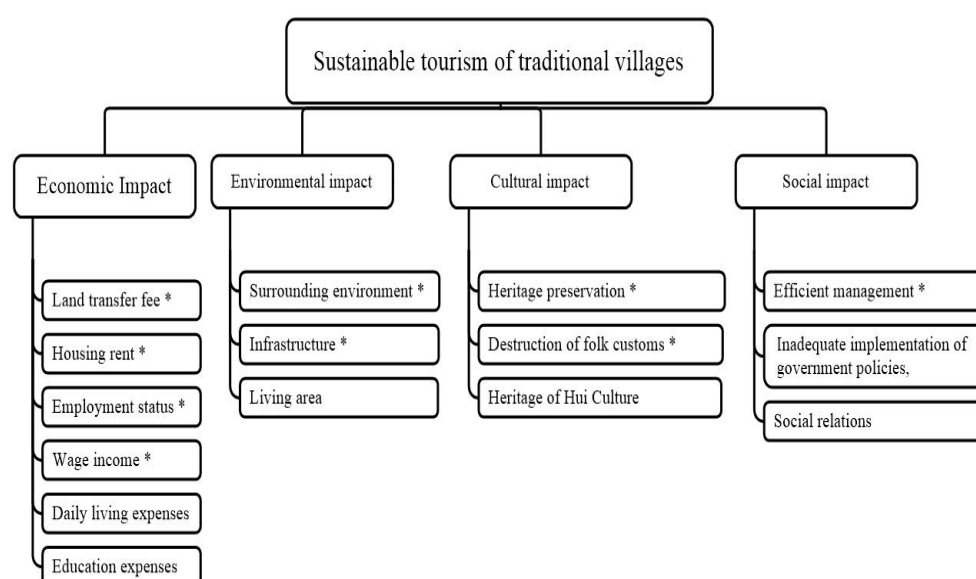 Sustainable tourism of traditional villages
Economic Impact
Land transfer fee *
Housing rent *
Employment status *
Wage income *
Daily living expenses
Education expenses
Environmental impact
Surrounding environment *
Infrastructure *
Living area
Cultural impact
Heritage preservation *
Destruction of folk customs *
Heritage of Hui Culture
Social impact
Efficient management *
Inadequate implementation of
government policies,
Social relations